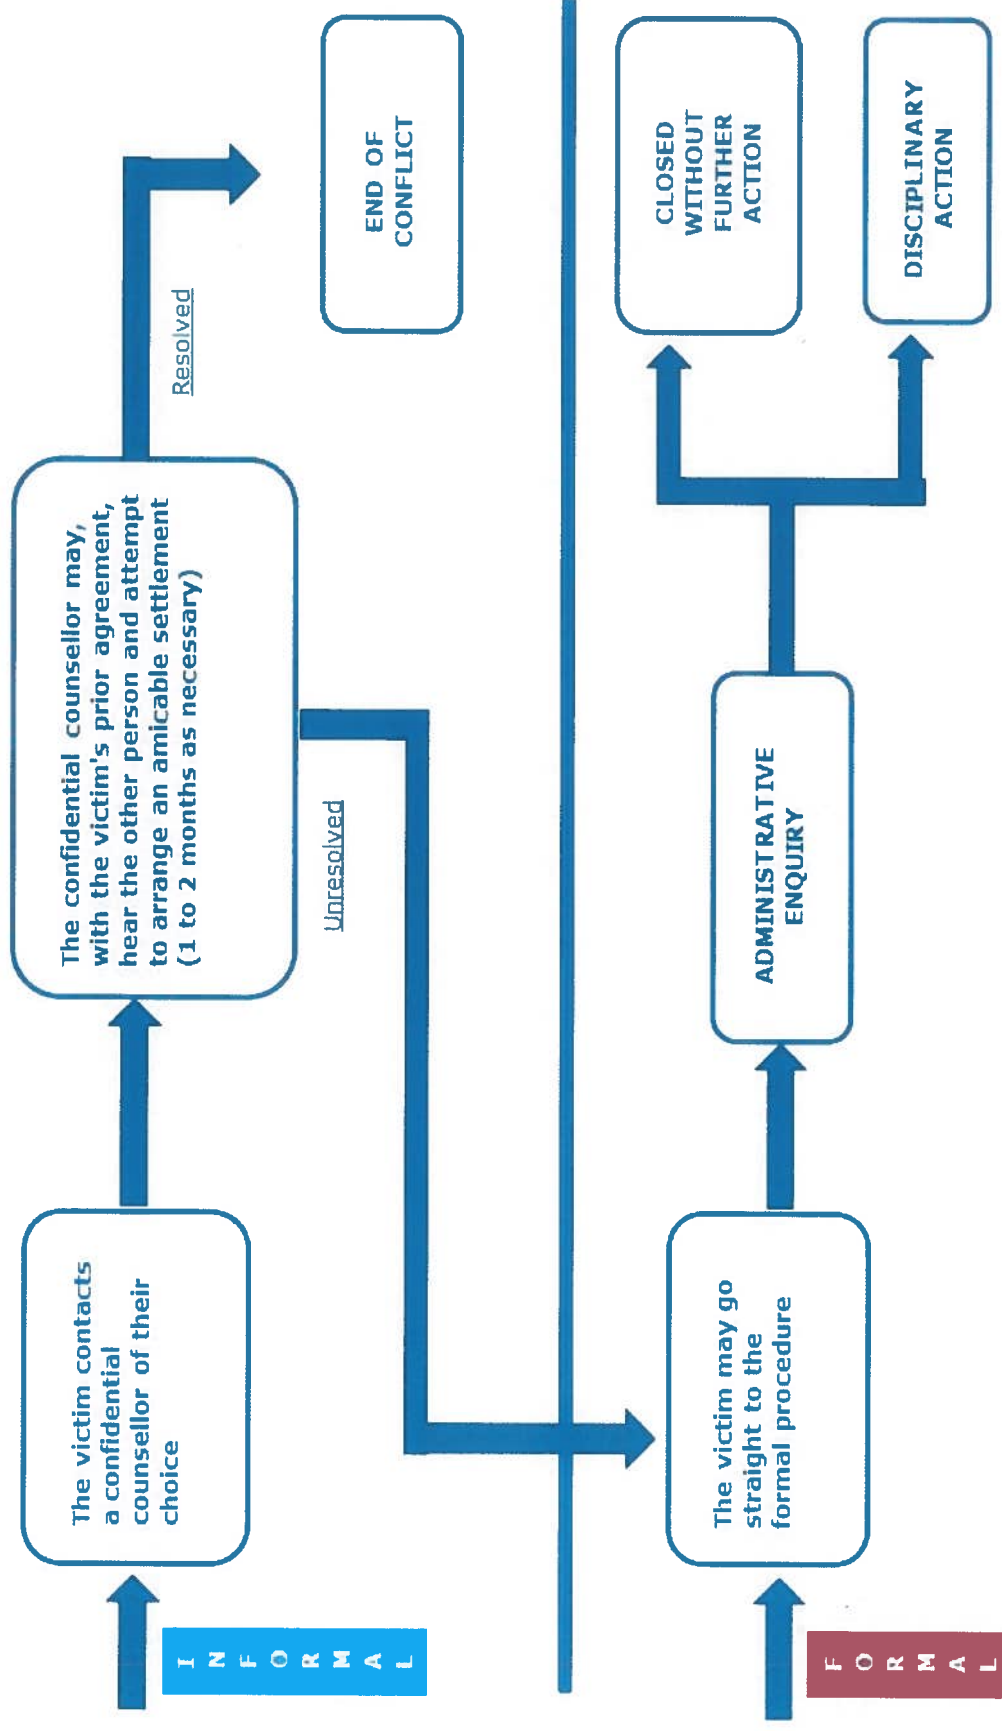 INFORMAL
The victim contacts
a confidential
counsellor of their
choice
The confidential counsellor may,
with the victim's prior agreement,
hear the other person and attempt
to arrange an amicable settlement
(1 to 2 months as necessary)
Resolved
END OF
CONFLICT
Unresolved
FORMAL
The victim may go
straight to the
formal procedure
ADMINISTRATIVE
ENQUIRY
CLOSED
WITHOUT
FURTHER
ACTION
DISCIPLINARY
ACTION